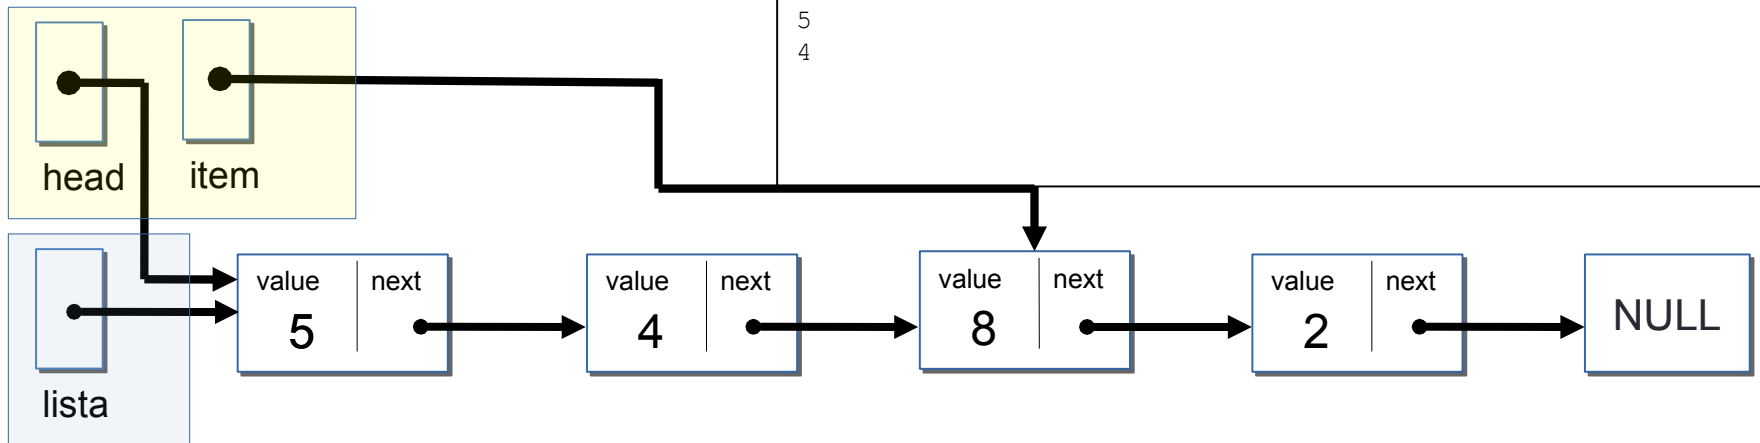 5
4
head item
value next value next value next value next
5 4 8 2 NULL
lista